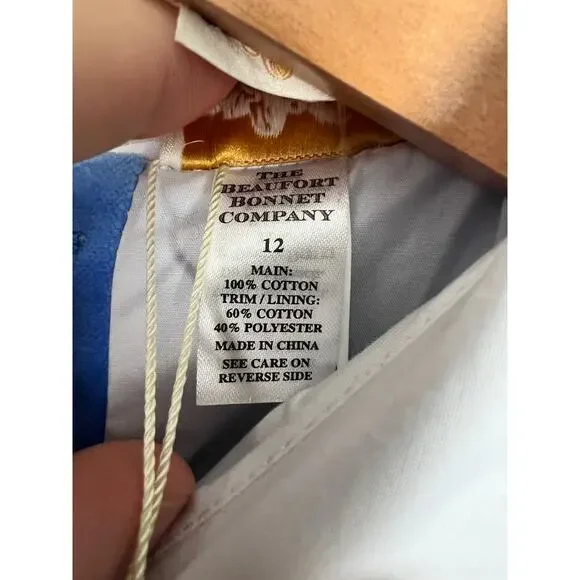 THE
BEAUFORT
BONNET
COMPANY
12
MAIN:
100% COTTON
TRIM / LINING:
60% COTTON
40% POLYESTER
MADE IN CHINA
SEE CARE ON
REVERSE SIDE